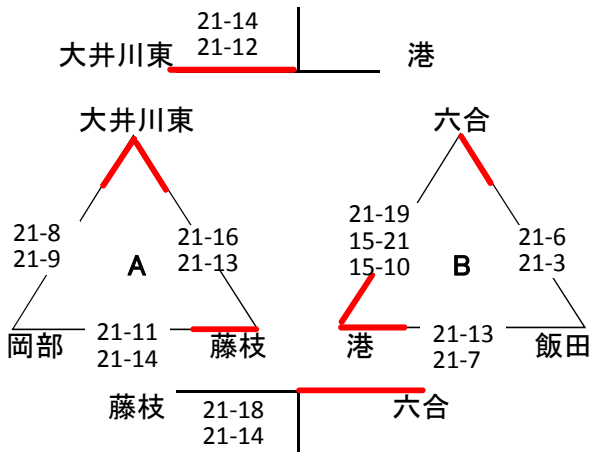 21-14
21-12
大井川東
港
大井川東
六合
21-8
21-9
A
21-16
21-13
21-19
15-21
15-10
B
21-6
21-3
岡部
21-11
21-14
藤枝
港
21-13
21-7
飯田
藤枝
21-18
21-14
六合